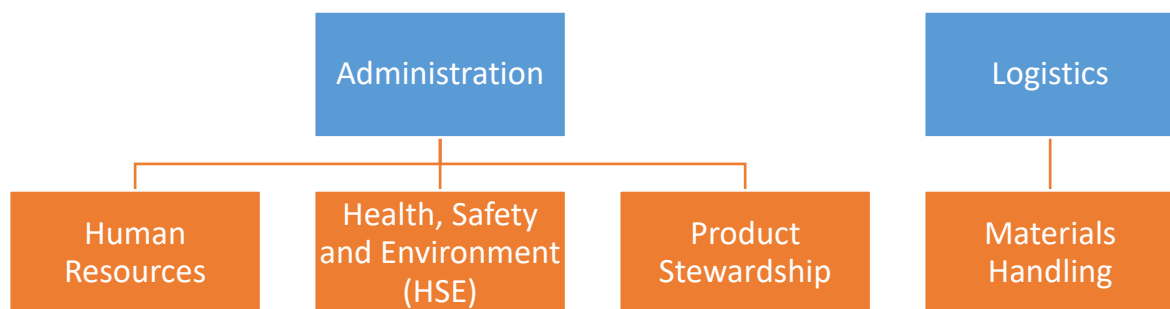 Administration
Logistics
Human
Resources
Health, Safety
and Environment
(HSE)
Product
Stewardship
Materials
Handling